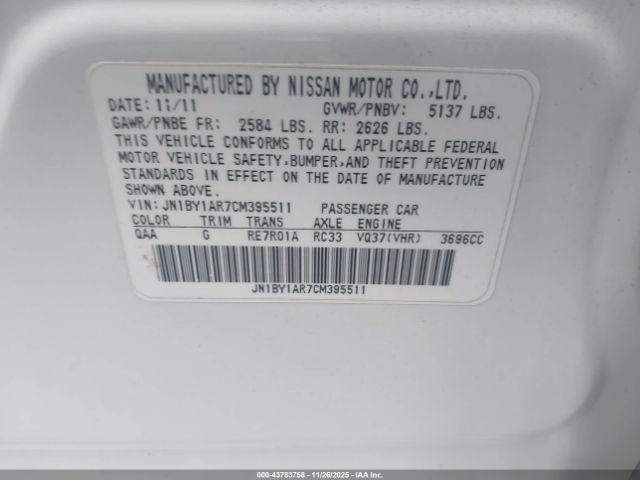 MANUFACTURED BY NISSAN MOTOR CO.,LTD.
DATE: 11/11 GVWR/PNBV: 5137 LBS.
GAWR/PNBE FR: 2584 LBS. RR: 2626 LBS.
THIS VEHICLE CONFORMS TO ALL APPLICABLE FEDERAL
MOTOR VEHICLE SAFETY,BUMPER,AND THEFT PREVENTION
STANDARDS IN EFFECT ON THE DATE OF MANUFACTURE
SHOWN ABOVE.
VIN: JN1BY1AR7CM395511 PASSENGER CAR
COLOR TRIM TRANS AXLE ENGINE
QAA G RE7R01A RC33 VQ37(VHR) 3696CC
JN1BY1AR7CM395511
000-43783758 - 11/26/2025 - IAAI.CA